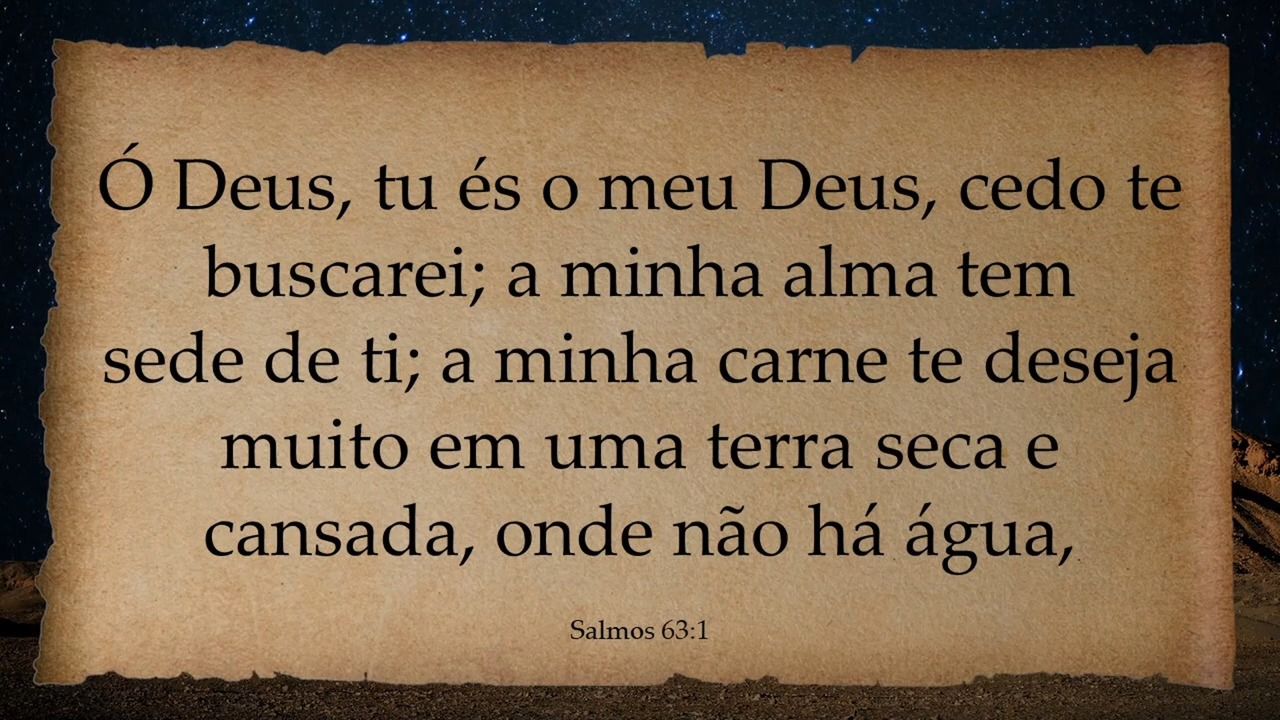 Ó Deus, tu és o meu Deus, cedo te
buscarei; a minha alma tem
sede de ti; a minha carne te deseja
muito em uma terra seca e
cansada, onde não há água,
Salmos 63:1